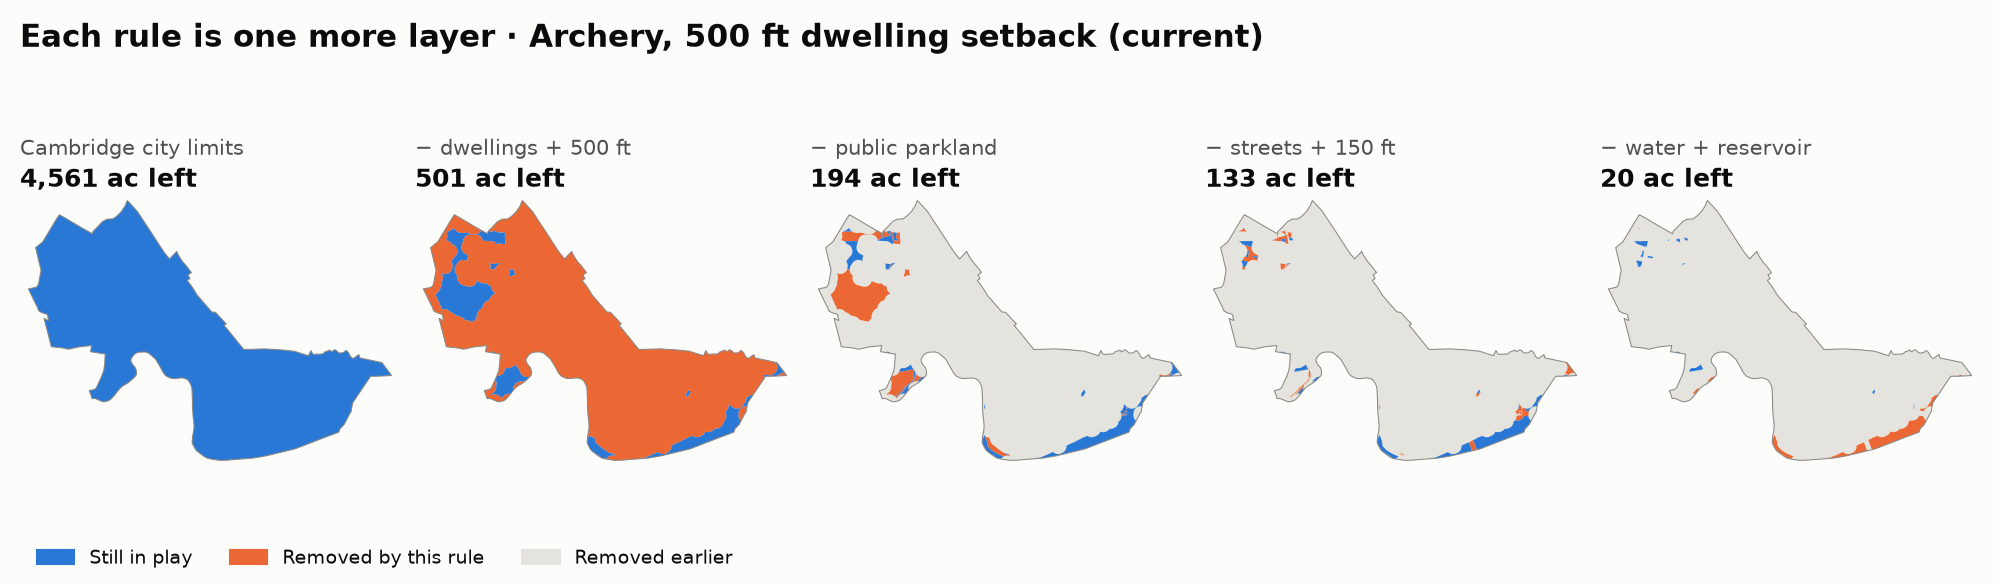 Each rule is one more layer · Archery, 500 ft dwelling setback (current)
Cambridge city limits
4,561 ac left
− dwellings + 500 ft
501 ac left
− public parkland
194 ac left
− streets + 150 ft
133 ac left
− water + reservoir
20 ac left
Still in play
Removed by this rule
Removed earlier